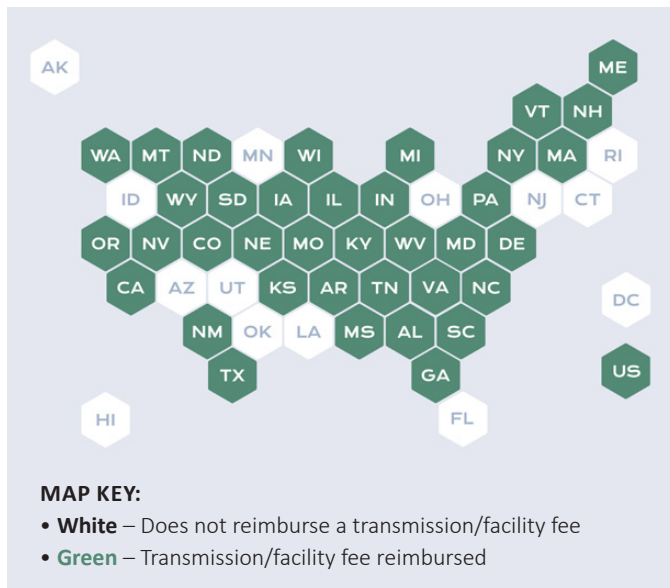 AK
ME
VT NH
WA MT ND MN WI MI NY MA RI
ID WY SD IA IL IN OH PA NJ CT
OR NV CO NE MO KY WV MD DE
CA AZ UT KS AR TN VA NC
DC
NM OK LA MS AL SC
TX GA US
HI FL
MAP KEY:
• White – Does not reimburse a transmission/facility fee
• Green – Transmission/facility fee reimbursed